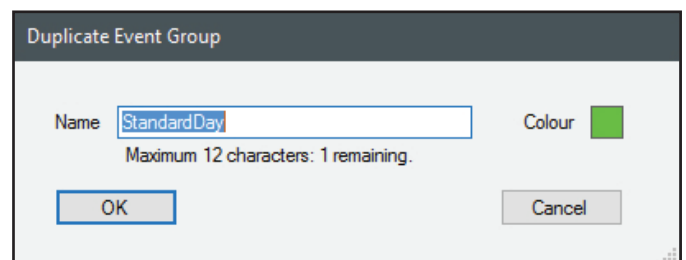 Duplicate Event Group
Name StandardDay Colour
Maximum 12 characters: 1 remaining.
OK Cancel